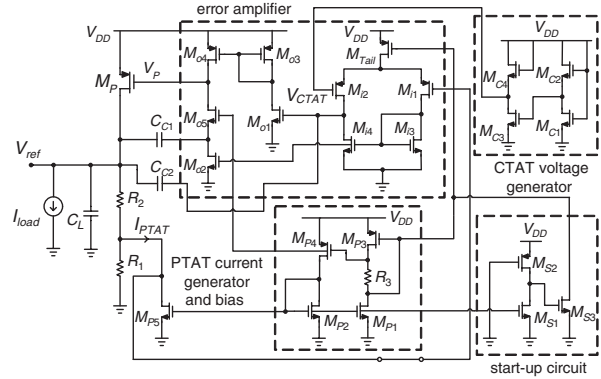 error amplifier
V_DD
V_DD
V_DD
M_o4
M_o3
M_Tail
M_P
V_P
M_C4
M_C2
V_CTAT
M_i2
M_i1
M_o5
M_o1
C_C1
M_i4
M_i3
M_C3
M_C1
V_ref
M_o2
C_C2
CTAT voltage
generator
R_2
I_load
C_L
I_PTAT
V_DD
PTAT current
generator
and bias
M_P4
M_P3
V_DD
R_1
R_3
M_S2
M_P5
M_P2
M_P1
M_S1
M_S3
start-up circuit